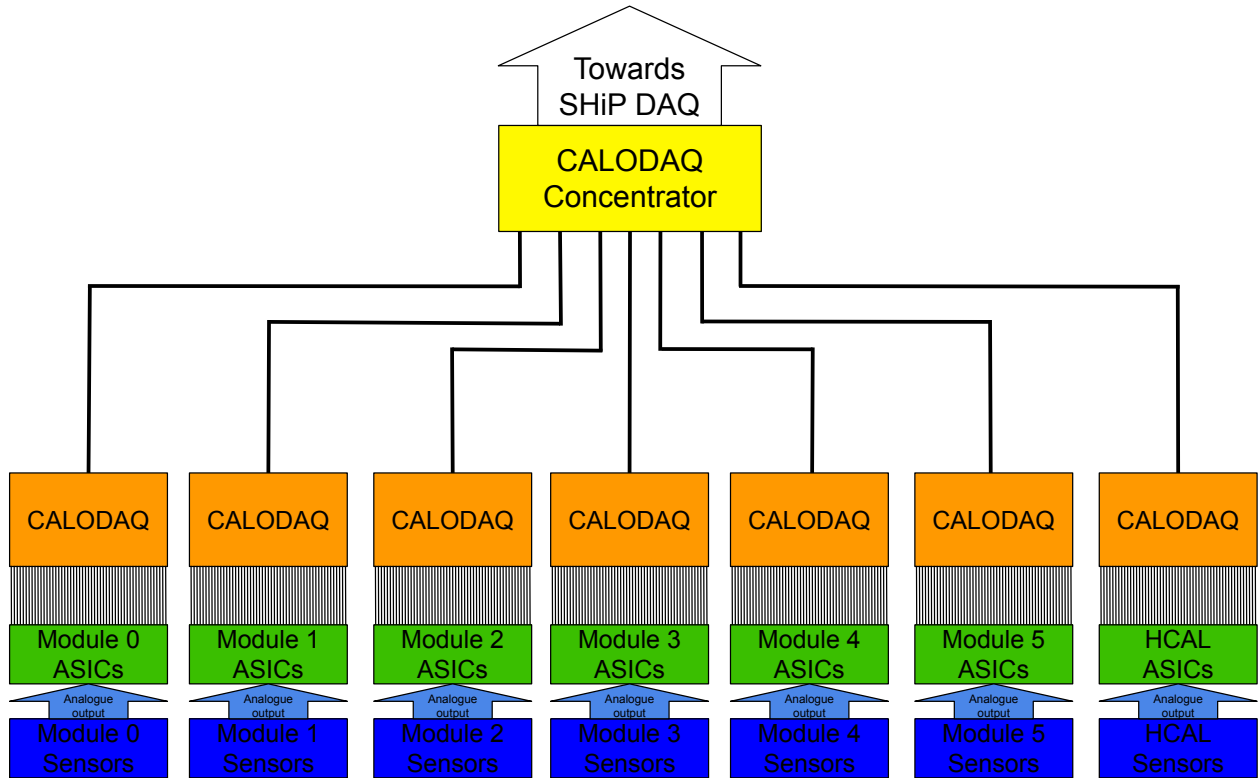 Towards
SHiP DAQ
CALODAQ
Concentrator
CALODAQ
CALODAQ
CALODAQ
CALODAQ
CALODAQ
CALODAQ
CALODAQ
Module 0
ASICs
Module 1
ASICs
Module 2
ASICs
Module 3
ASICs
Module 4
ASICs
Module 5
ASICs
HCAL
ASICs
Analogue
output
Analogue
output
Analogue
output
Analogue
output
Analogue
output
Analogue
output
Analogue
output
Module 0
Sensors
Module 1
Sensors
Module 2
Sensors
Module 3
Sensors
Module 4
Sensors
Module 5
Sensors
HCAL
Sensors